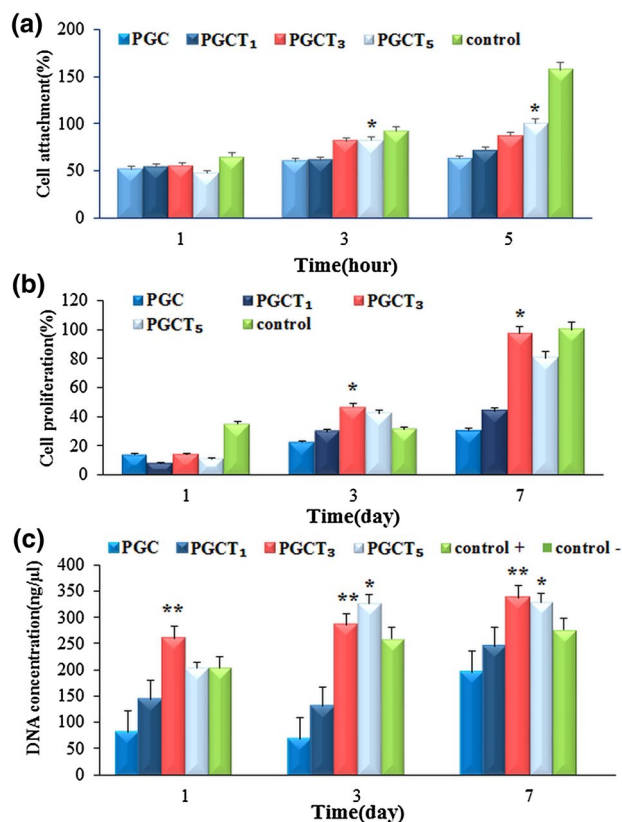 (a)
200
150
100
50
0
Cell attachment(%)
PGC PGCT₁ PGCT₃ PGCT₅ control
* *
1 3 5
Time(hour)
(b)
120
100
80
60
40
20
0
Cell proliferation(%)
PGC PGCT₁ PGCT₃
PGCT₅ control
* *
1 3 7
Time(day)
(c)
400
350
300
250
200
150
100
50
0
DNA concentration(ng/µl)
PGC PGCT₁ PGCT₃ PGCT₅ control + control -
** ** * ** *
1 3 7
Time(day)